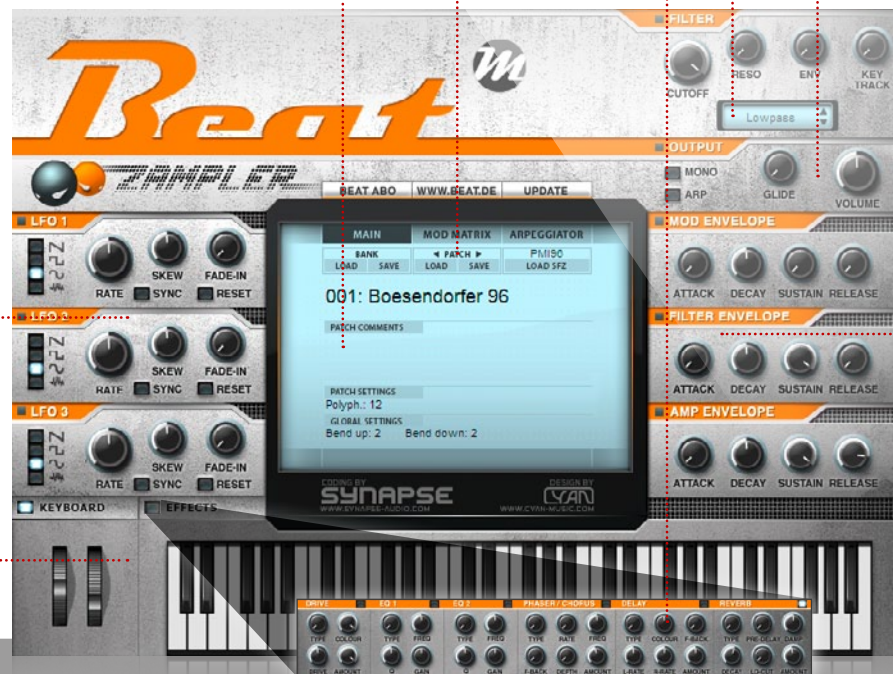 Beat
m
ZAMPLER
FILTER
CUTOFF RESO ENV KEY TRACK
Lowpass
OUTPUT
MONO
ARP
GLIDE VOLUME
BEAT ABO WWW.BEAT.DE UPDATE
LFO 1
RATE SKEW FADE-IN
SYNC RESET
LFO 2
RATE SKEW FADE-IN
SYNC RESET
LFO 3
RATE SKEW FADE-IN
SYNC RESET
MAIN MOD MATRIX ARPEGGIATOR
BANK ◄ PATCH ► PMI90
LOAD SAVE LOAD SAVE LOAD SFZ
001: Boesendorfer 96
PATCH COMMENTS
PATCH SETTINGS
Polyph.: 12
GLOBAL SETTINGS
Bend up: 2 Bend down: 2
CODING BY DESIGN BY
SYNAPSE CYAN
WWW.SYNAPSE-AUDIO.COM WWW.CYAN-MUSIC.COM
MOD ENVELOPE
ATTACK DECAY SUSTAIN RELEASE
FILTER ENVELOPE
ATTACK DECAY SUSTAIN RELEASE
AMP ENVELOPE
ATTACK DECAY SUSTAIN RELEASE
KEYBOARD EFFECTS
DRIVE EQ 1 EQ 2 PHASER / CHORUS DELAY REVERB
TYPE COLOUR TYPE FREQ TYPE FREQ TYPE RATE FREQ TYPE COLOUR F-BACK TYPE PRE-DELAY DAMP
DRIVE AMOUNT Q GAIN Q GAIN F-BACK DEPTH AMOUNT L-RATE R-RATE AMOUNT DECAY LO-CUT AMOUNT